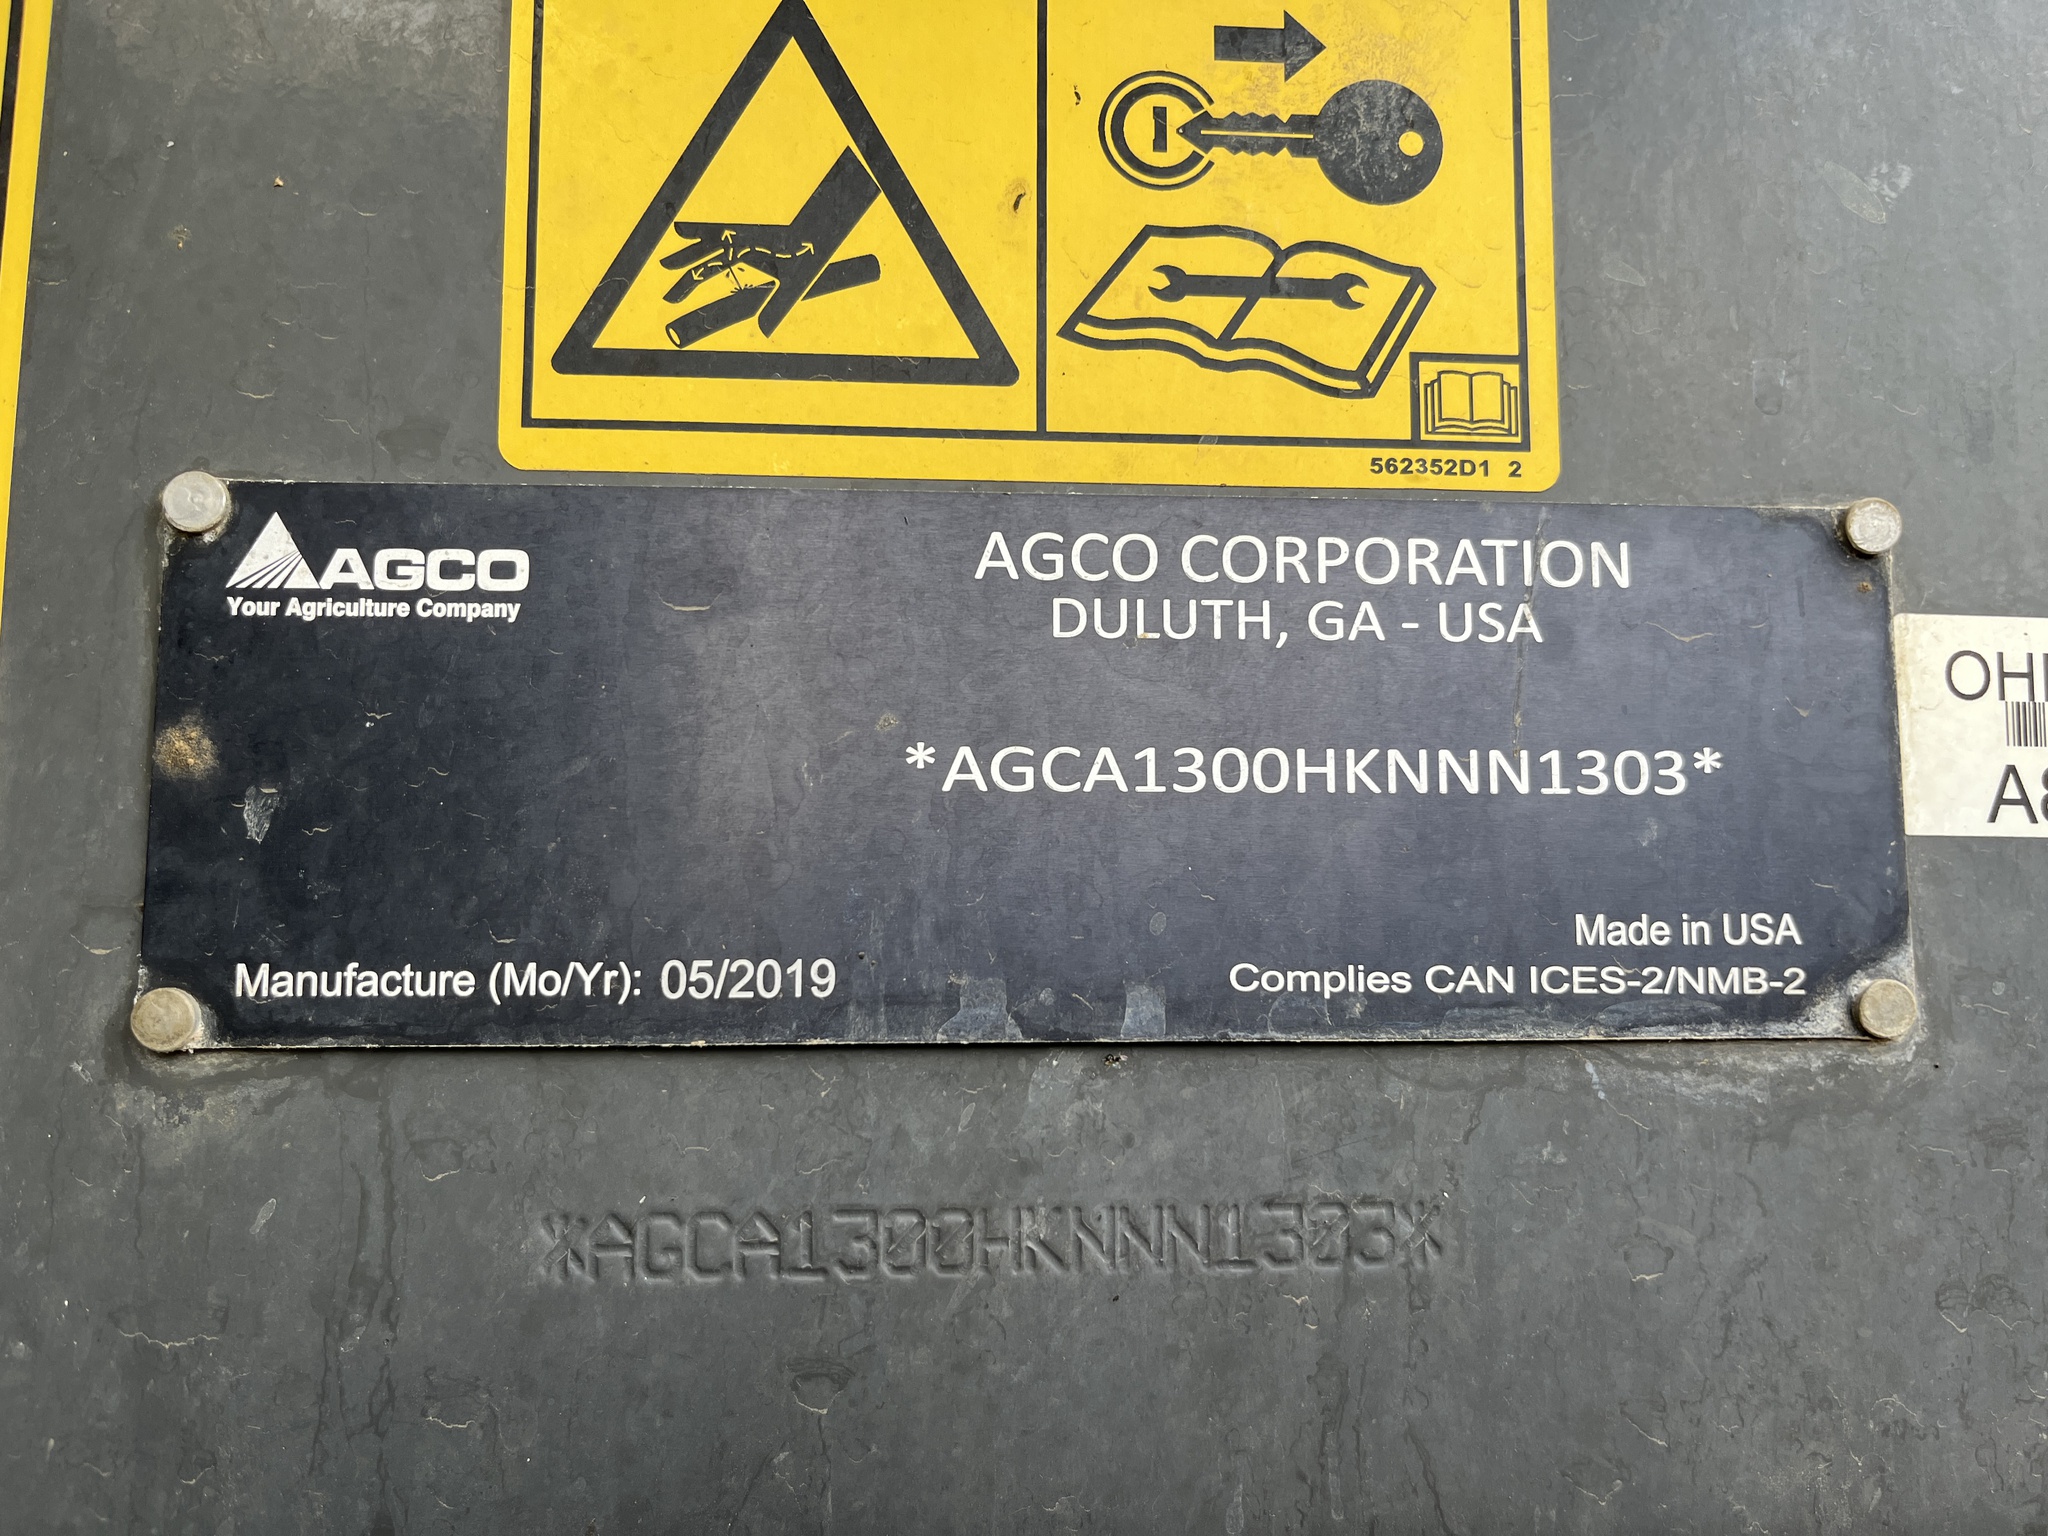 562352D1 2
AGCO
Your Agriculture Company
AGCO CORPORATION
DULUTH, GA - USA
*AGCA1300HKNNN1303*
Made in USA
Manufacture (Mo/Yr): 05/2019
Complies CAN ICES-2/NMB-2
*AGCA1300HKNNN1303*